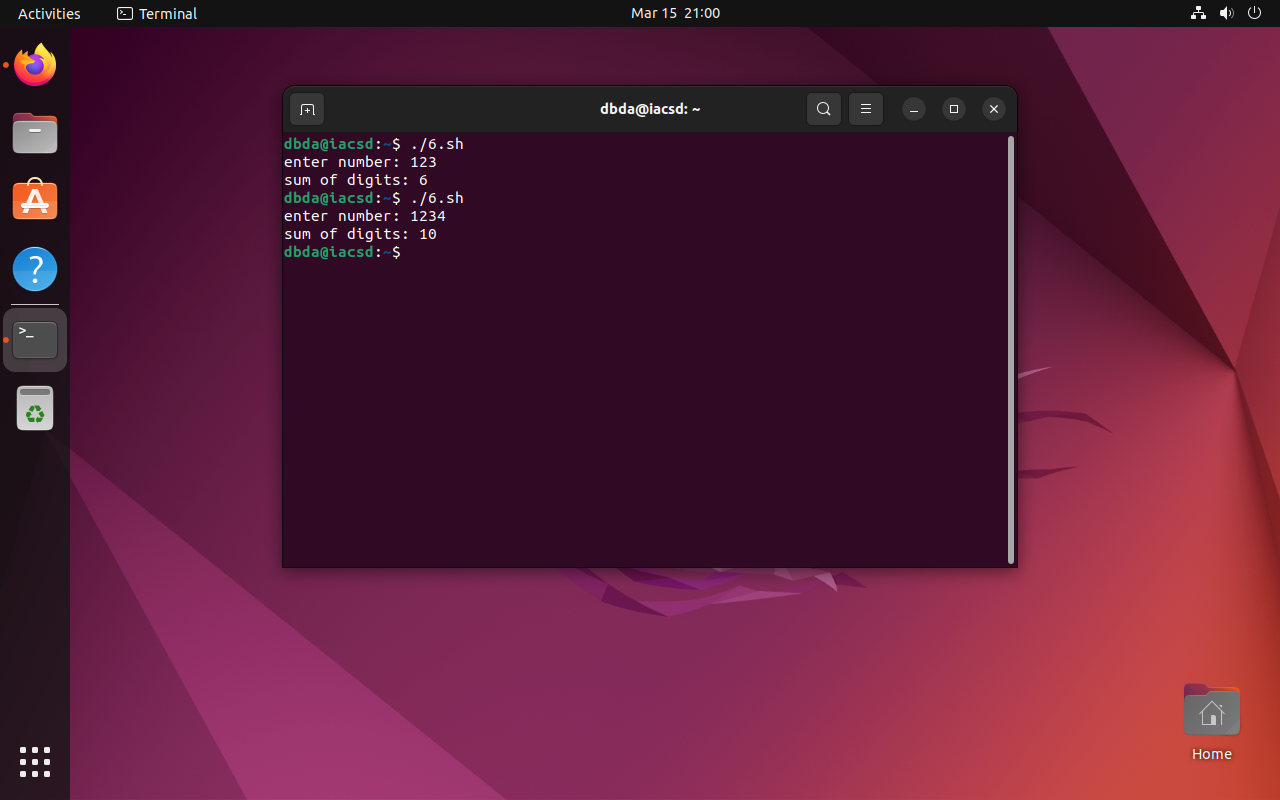 Activities
Terminal
Mar 15 21:00
dbda@iacsd: ~
dbda@iacsd:~$ ./6.sh
enter number: 123
sum of digits: 6
dbda@iacsd:~$ ./6.sh
enter number: 1234
sum of digits: 10
dbda@iacsd:~$
Home